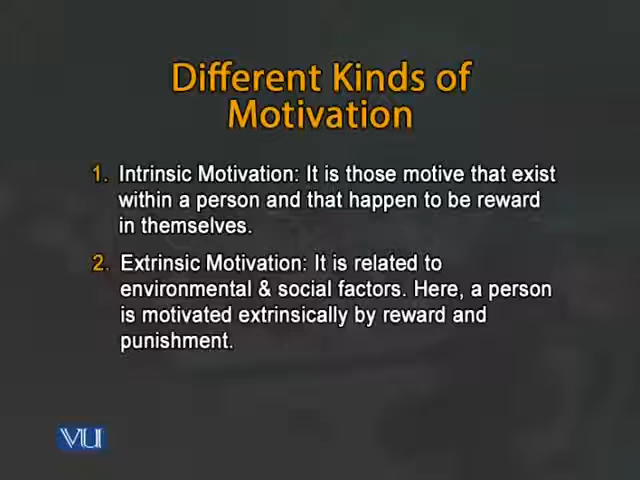 Different Kinds of
Motivation
1. Intrinsic Motivation: It is those motive that exist
within a person and that happen to be reward
in themselves.
2. Extrinsic Motivation: It is related to
environmental & social factors. Here, a person
is motivated extrinsically by reward and
punishment.
VU